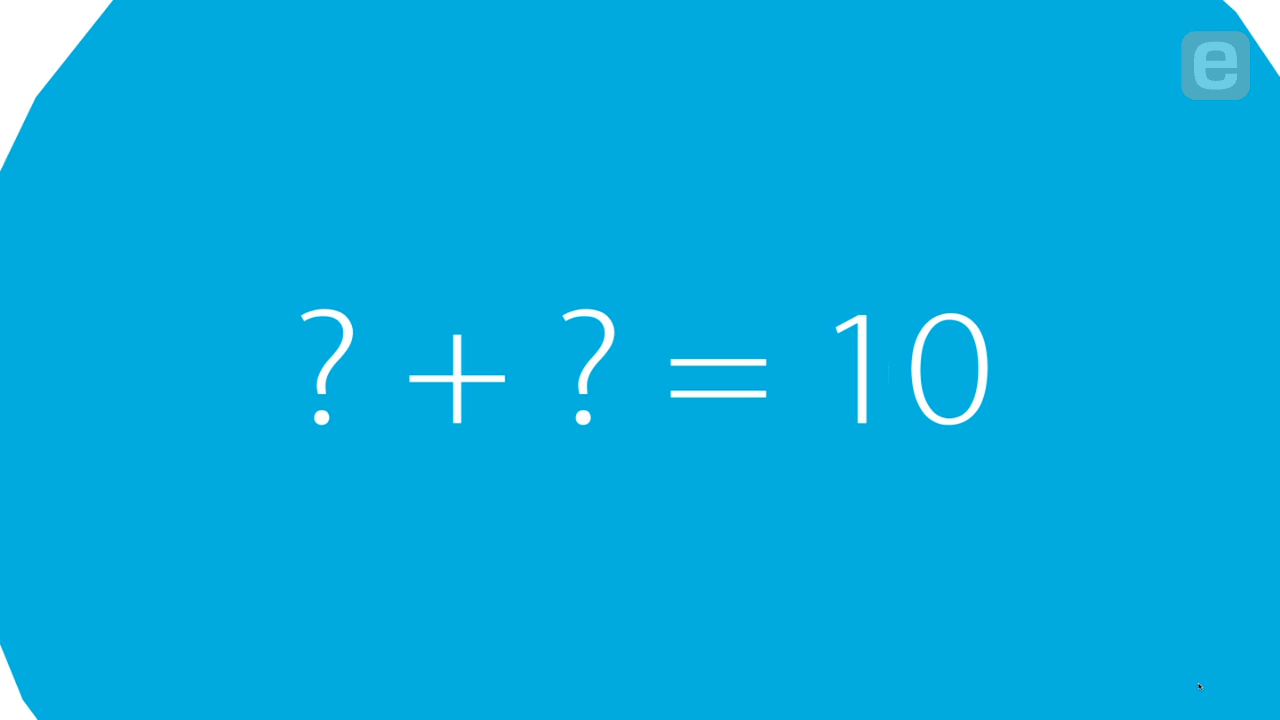 e
? + ? = 10